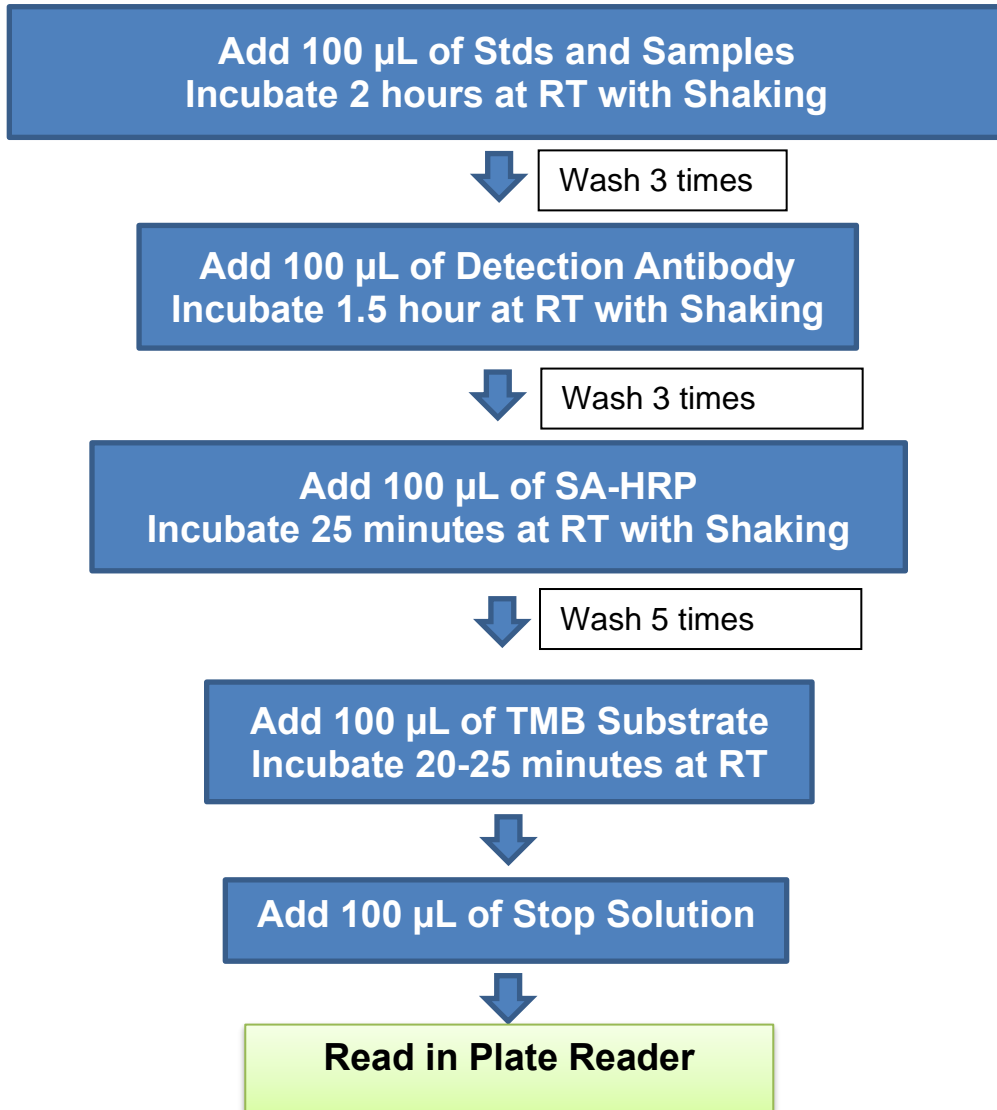 Add 100 µL of Stds and Samples
Incubate 2 hours at RT with Shaking
Wash 3 times
Add 100 µL of Detection Antibody
Incubate 1.5 hour at RT with Shaking
Wash 3 times
Add 100 µL of SA-HRP
Incubate 25 minutes at RT with Shaking
Wash 5 times
Add 100 µL of TMB Substrate
Incubate 20-25 minutes at RT
Add 100 µL of Stop Solution
Read in Plate Reader